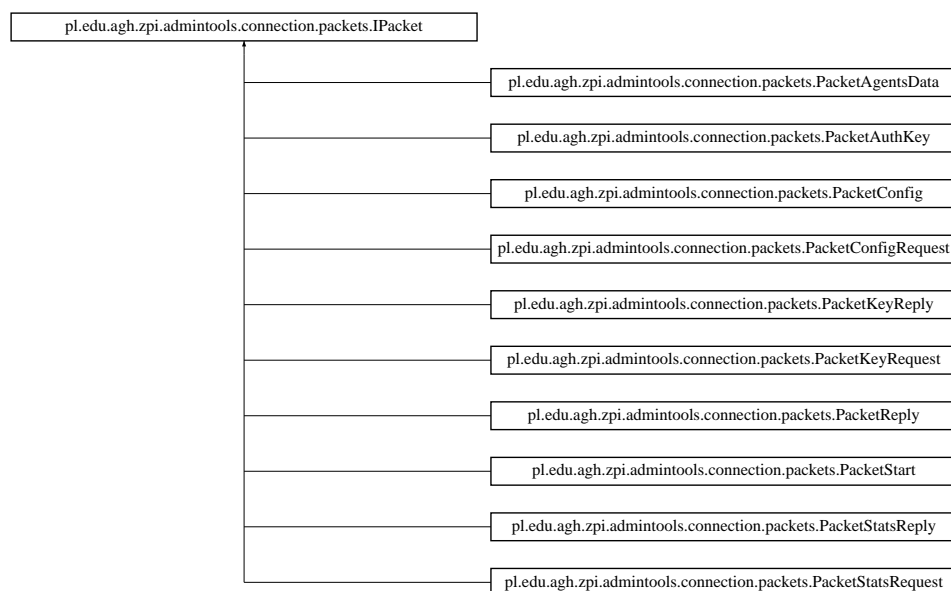 pl.edu.agh.zpi.admintools.connection.packets.IPacket
pl.edu.agh.zpi.admintools.connection.packets.PacketAgentsData
pl.edu.agh.zpi.admintools.connection.packets.PacketAuthKey
pl.edu.agh.zpi.admintools.connection.packets.PacketConfig
pl.edu.agh.zpi.admintools.connection.packets.PacketConfigRequest
pl.edu.agh.zpi.admintools.connection.packets.PacketKeyReply
pl.edu.agh.zpi.admintools.connection.packets.PacketKeyRequest
pl.edu.agh.zpi.admintools.connection.packets.PacketReply
pl.edu.agh.zpi.admintools.connection.packets.PacketStart
pl.edu.agh.zpi.admintools.connection.packets.PacketStatsReply
pl.edu.agh.zpi.admintools.connection.packets.PacketStatsRequest